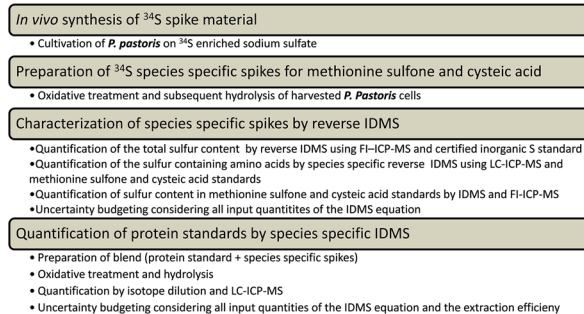 In vivo synthesis of ³⁴S spike material
• Cultivation of P. pastoris on ³⁴S enriched sodium sulfate
Preparation of ³⁴S species specific spikes for methionine sulfone and cysteic acid
• Oxidative treatment and subsequent hydrolysis of harvested P. Pastoris cells
Characterization of species specific spikes by reverse IDMS
•Quantification of the total sulfur content by reverse IDMS using FI–ICP-MS and certified inorganic S standard
•Quantification of the sulfur containing amino acids by species specific reverse IDMS using LC-ICP-MS and
methionine sulfone and cysteic acid standards
•Quantification of sulfur content in methionine sulfone and cysteic standards by IDMS and FI-ICP-MS
•Uncertainty budgeting considering all input quantitites of the IDMS equation
Quantification of protein standards by species specific IDMS
• Preparation of blend (protein standard + species specific spikes)
• Oxidative treatment and hydrolysis
• Quantification by isotope dilution and LC-ICP-MS
• Uncertainty budgeting considering all input quantities of the IDMS equation and the extraction efficieny